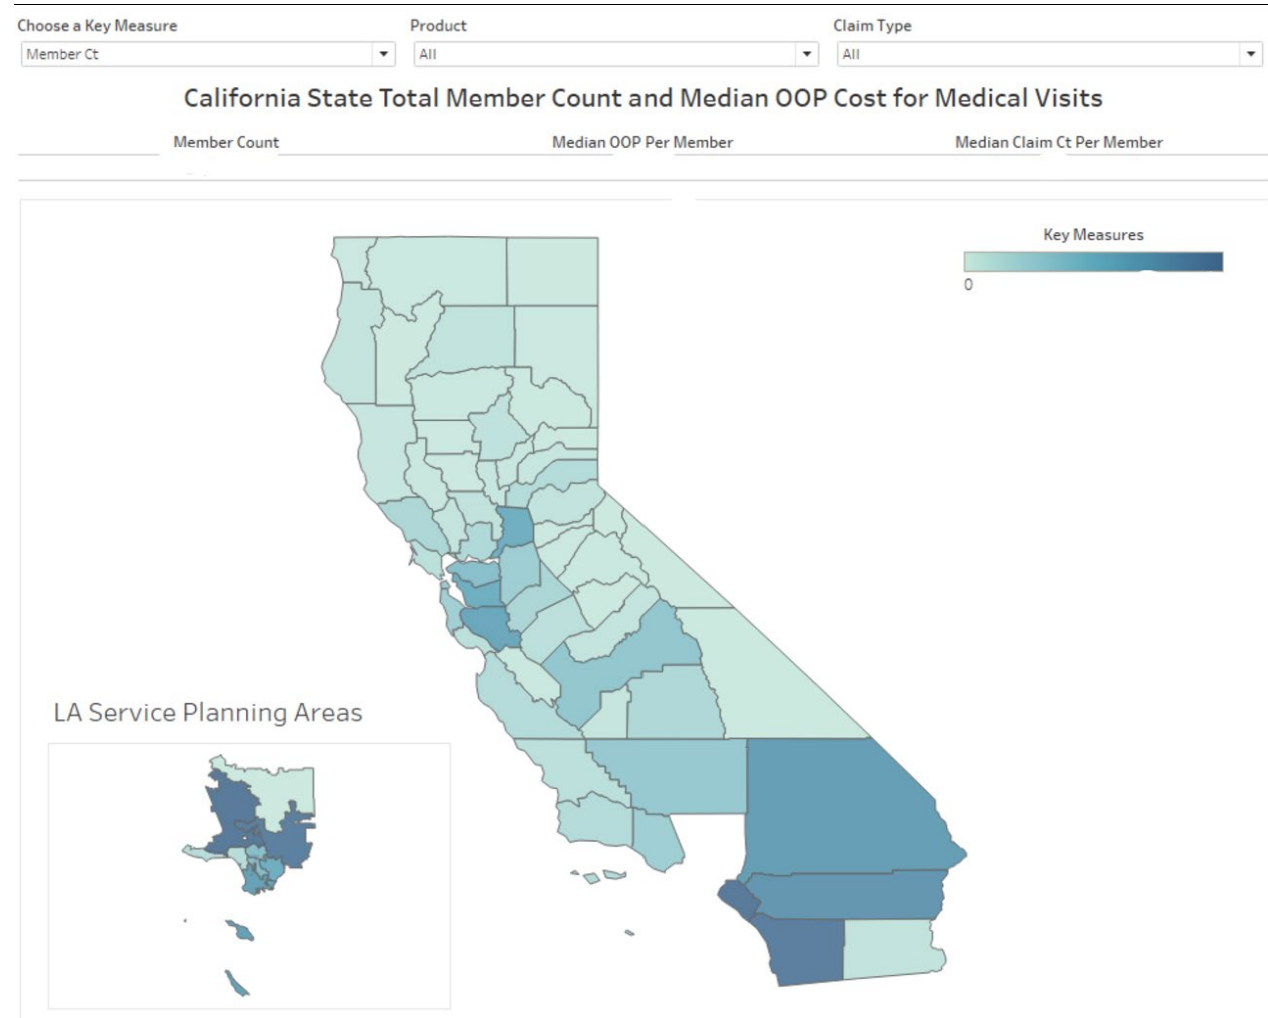 Choose a Key Measure Product Claim Type
Member Ct All All
California State Total Member Count and Median OOP Cost for Medical Visits
Member Count Median OOP Per Member Median Claim Ct Per Member
Key Measures
0
LA Service Planning Areas